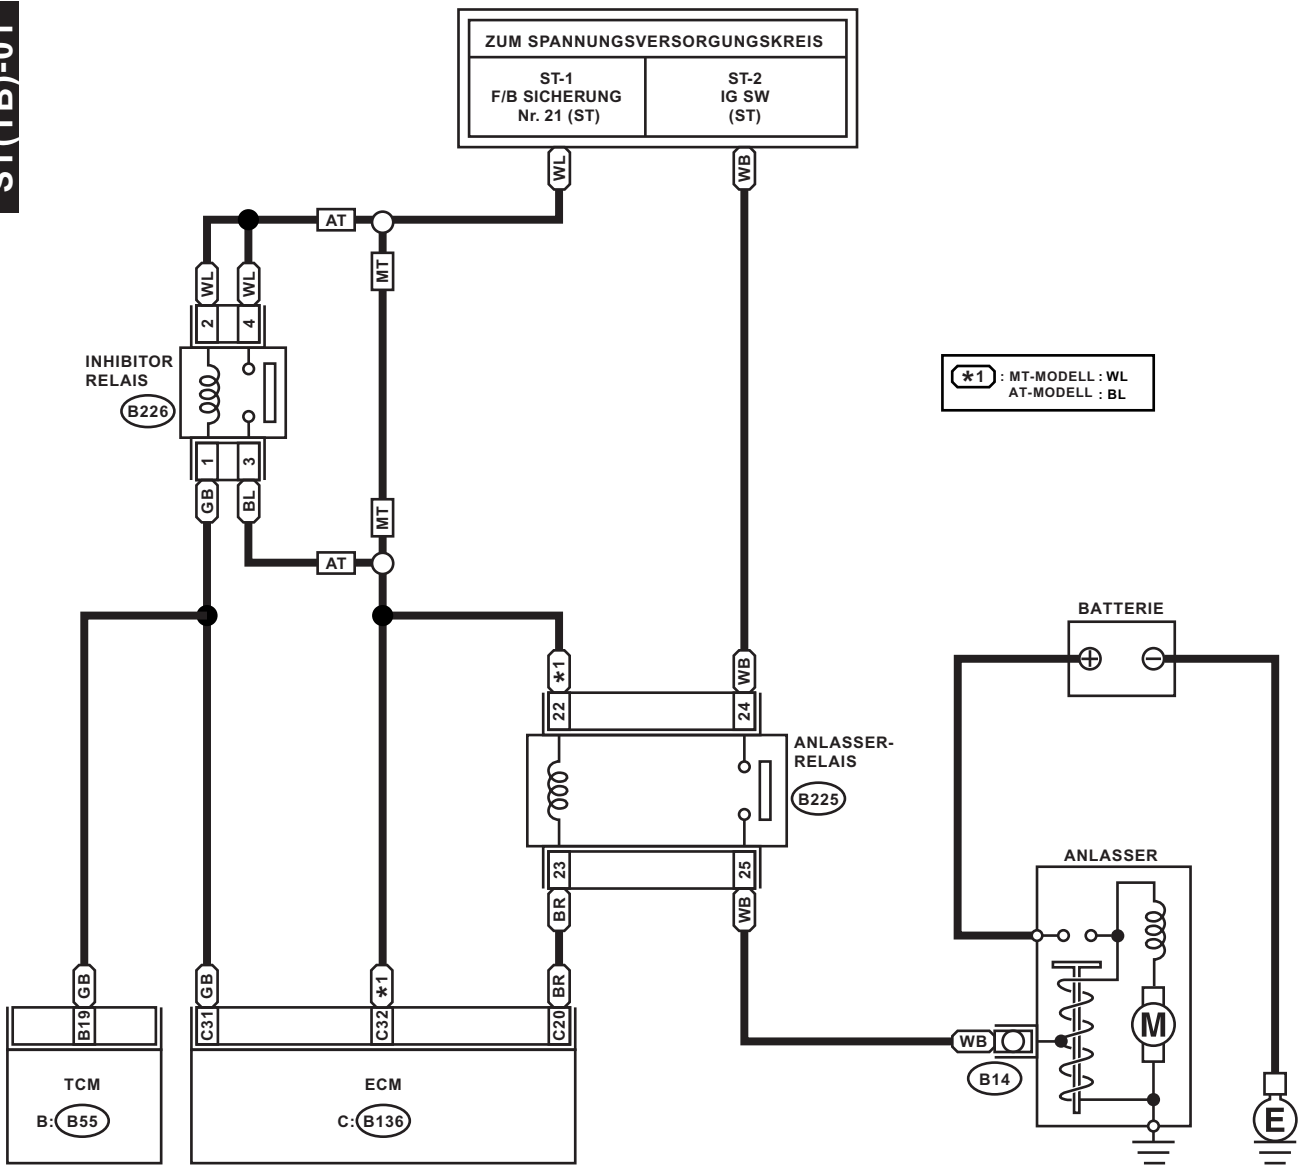 ZUM SPANNUNGSVERSORGUNGSKREIS
ST-1
F/B SICHERUNG
Nr. 21 (ST)
ST-2
IG SW
(ST)
WL
WB
AT
MT
WL
WL
2
4
INHIBITOR
RELAIS
B226
1
3
GB
BL
MT
AT
*1 : MT-MODELL : WL
AT-MODELL : BL
*1
WB
22
24
ANLASSER-
RELAIS
B225
23
25
BR
WB
BATTERIE
+
−
ANLASSER
M
WB
B14
E
GB
GB
*1
BR
B19
C31
C32
C20
TCM
B: B55
ECM
C: B136